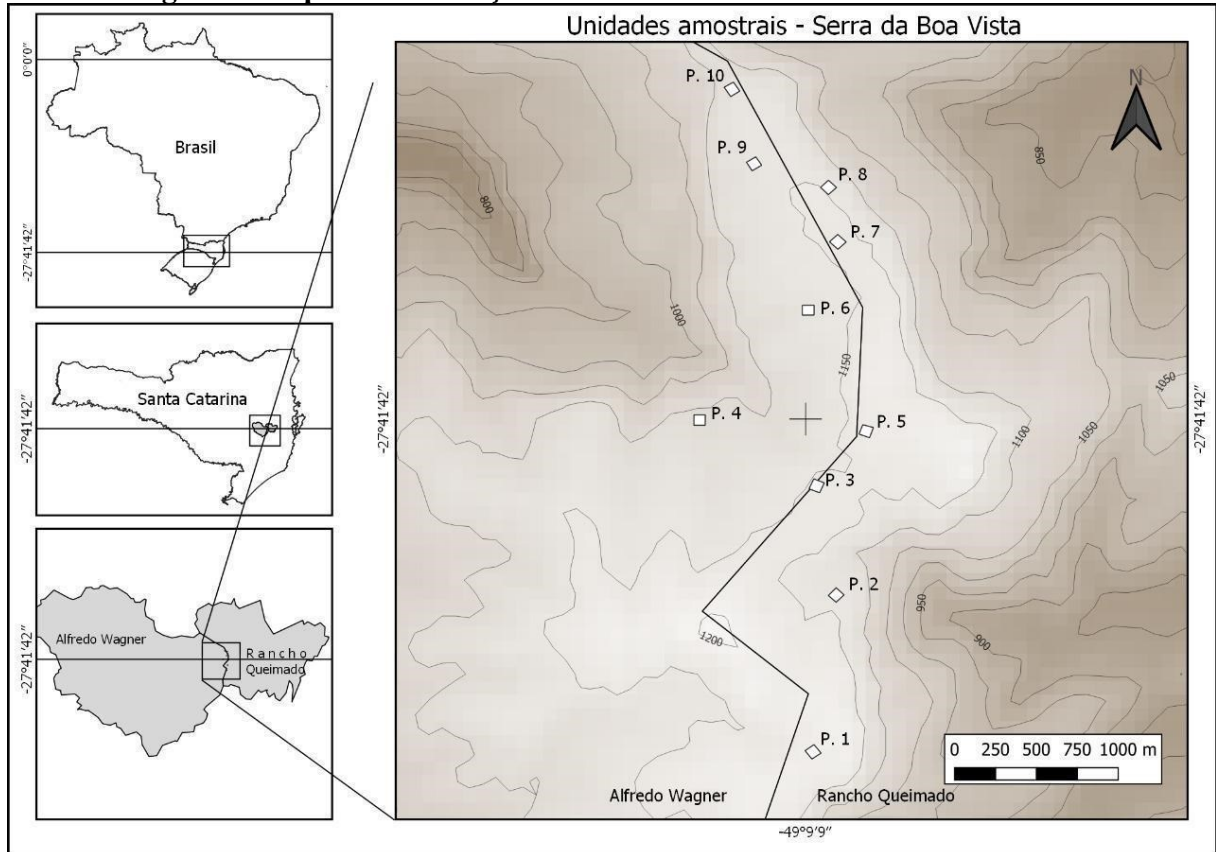 Unidades amostrais - Serra da Boa Vista
0°0'0"
Brasil
-27°41'42"
Santa Catarina
-27°41'42"
Alfredo Wagner
Rancho
Queimado
-27°41'42"
N
P. 10
P. 9
P. 8
P. 7
P. 6
P. 4
P. 5
P. 3
P. 2
P. 1
800
850
1000
1150
1050
1100
1050
950
900
1200
-27°41'42"
-27°41'42"
0 250 500 750 1000 m
Alfredo Wagner
Rancho Queimado
-49°9'9"